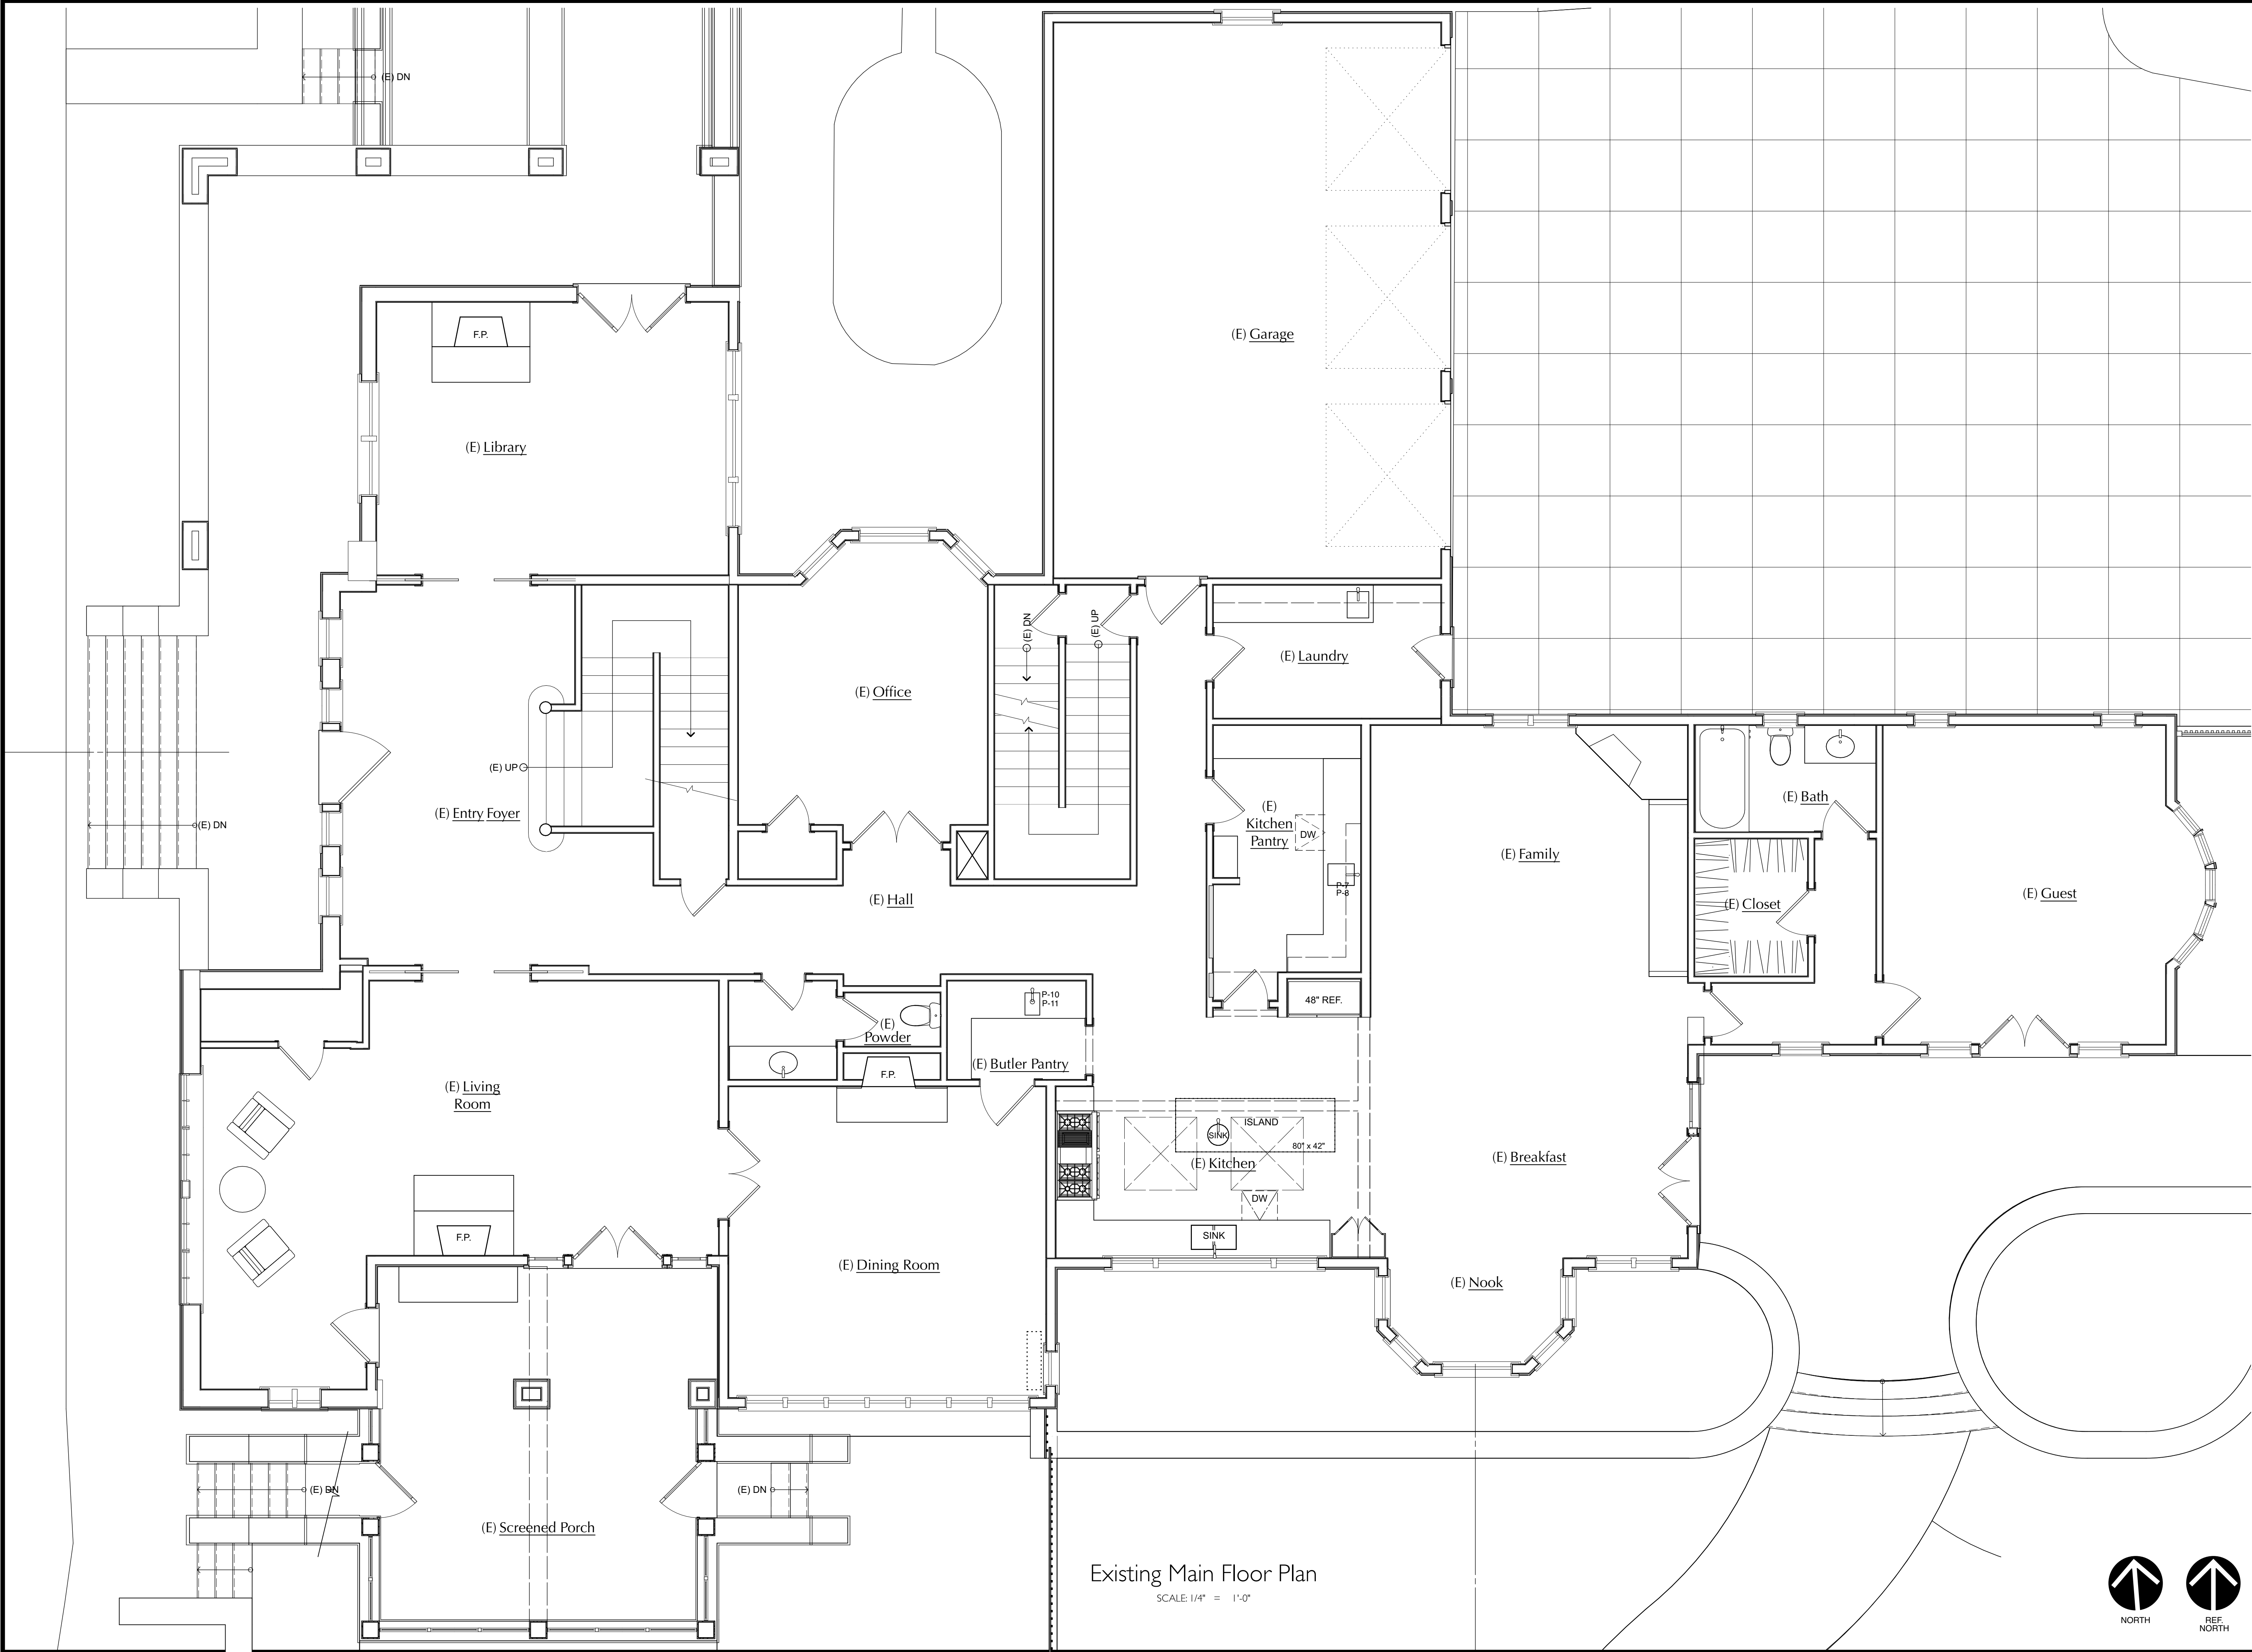 (E) DN
F.P.
(E) Garage
(E) Library
(E) DN
(E) UP
(E) Laundry
(E) Office
(E) UP
(E) Bath
(E) Entry Foyer
(E)
Kitchen
Pantry
DW
(E) DN
(E) Family
P-7
P-8
(E) Hall
(E) Closet
(E) Guest
P-10
P-11
48" REF.
(E)
Powder
(E) Butler Pantry
F.P.
(E) Living
Room
ISLAND
SINK
80" x 42"
(E) Kitchen
(E) Breakfast
DW
F.P.
SINK
(E) Dining Room
(E) Nook
(E) DN
(E) DN
(E) Screened Porch
Existing Main Floor Plan
SCALE: 1/4" = 1'-0"
NORTH
REF.
NORTH